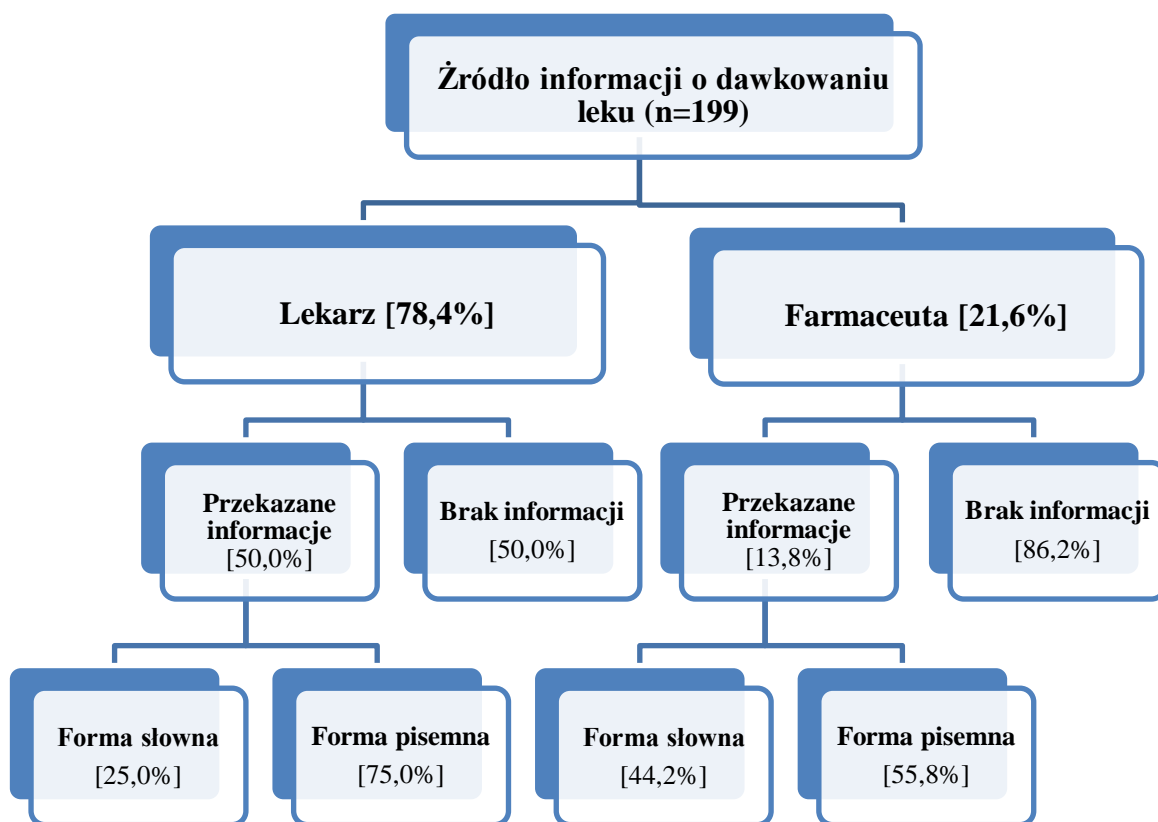 Żródło informacji o dawkowaniu
leku (n=199)
Lekarz [78,4%]
Farmaceuta [21,6%]
Przekazane
informacje
[50,0%]
Brak informacji
[50,0%]
Przekazane
informacje
[13,8%]
Brak informacji
[86,2%]
Forma słowna
[25,0%]
Forma pisemna
[75,0%]
Forma słowna
[44,2%]
Forma pisemna
[55,8%]